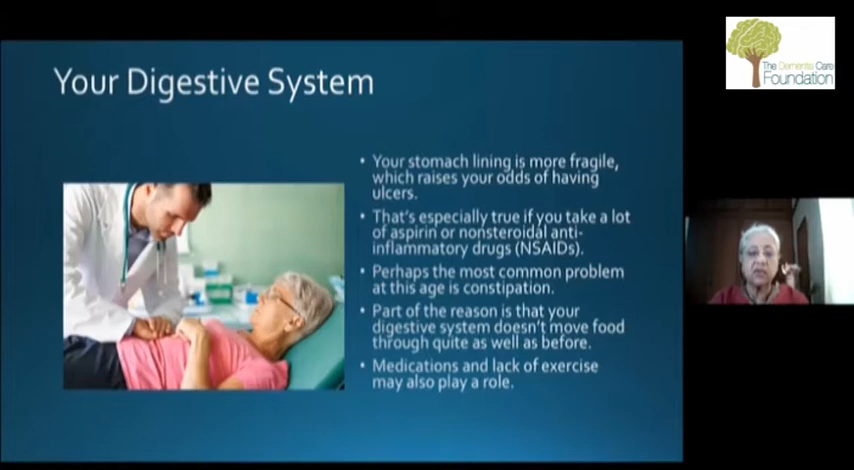 Your Digestive System
The Dementia Care
Foundation
• Your stomach lining is more fragile,
which raises your odds of having
ulcers.
• That's especially true if you take a lot
of aspirin or nonsteroidal anti-
inflammatory drugs (NSAIDs).
• Perhaps the most common problem
at this age is constipation.
• Part of the reason is that your
digestive system doesn't move food
through quite as well as before.
• Medications and lack of exercise
may also play a role.